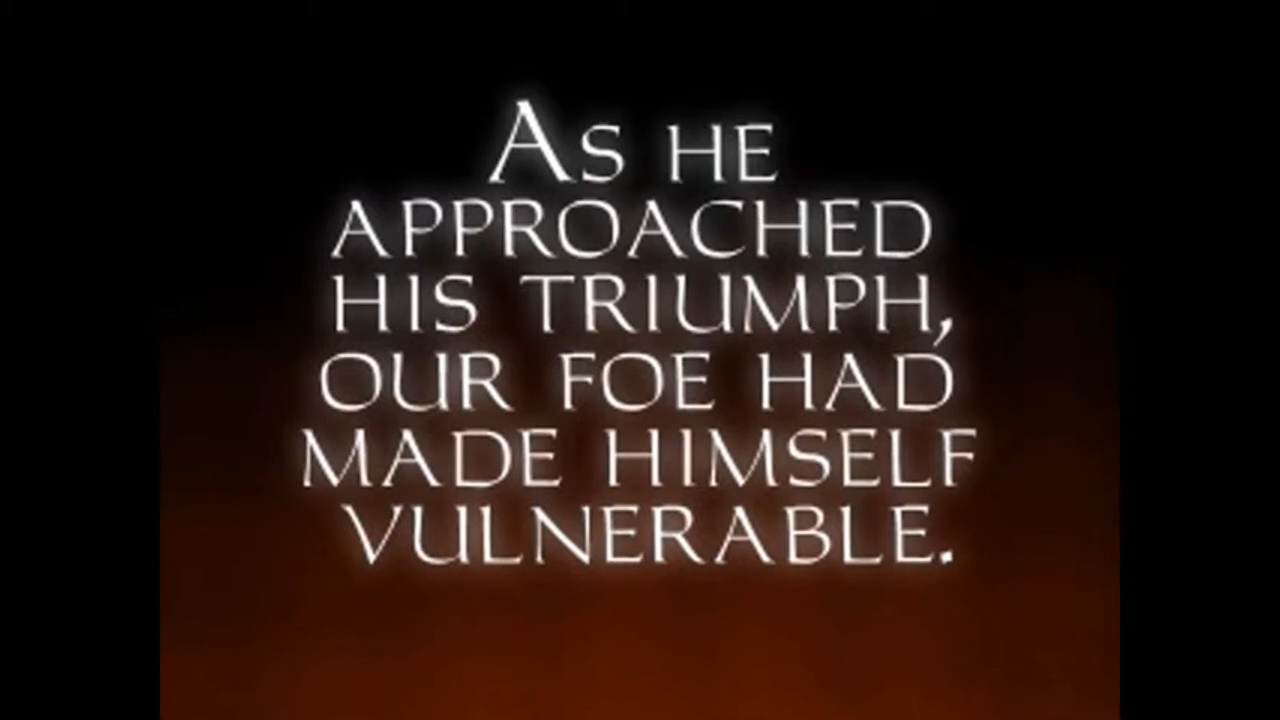 AS HE
APPROACHED
HIS TRIUMPH,
OUR FOE HAD
MADE HIMSELF
VULNERABLE.